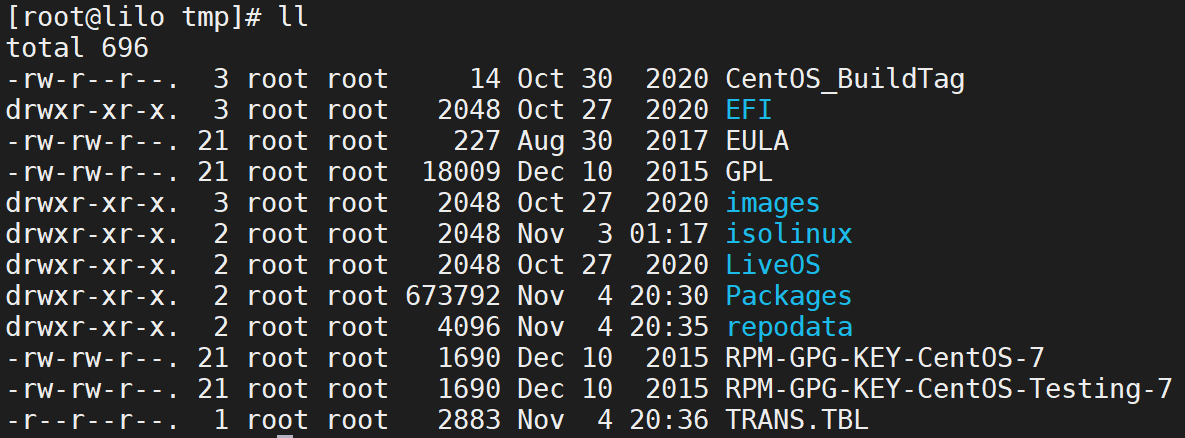 [root@lilo tmp]# ll
total 696
-rw-r--r--.  3 root root     14 Oct 30  2020 CentOS_BuildTag
drwxr-xr-x.  3 root root   2048 Oct 27  2020 EFI
-rw-rw-r--. 21 root root    227 Aug 30  2017 EULA
-rw-rw-r--. 21 root root  18009 Dec 10  2015 GPL
drwxr-xr-x.  3 root root   2048 Oct 27  2020 images
drwxr-xr-x.  2 root root   2048 Nov  3 01:17 isolinux
drwxr-xr-x.  2 root root   2048 Oct 27  2020 LiveOS
drwxr-xr-x.  2 root root 673792 Nov  4 20:30 Packages
drwxr-xr-x.  2 root root   4096 Nov  4 20:35 repodata
-rw-rw-r--. 21 root root   1690 Dec 10  2015 RPM-GPG-KEY-CentOS-7
-rw-rw-r--. 21 root root   1690 Dec 10  2015 RPM-GPG-KEY-CentOS-Testing-7
-r--r--r--.  1 root root   2883 Nov  4 20:36 TRANS.TBL